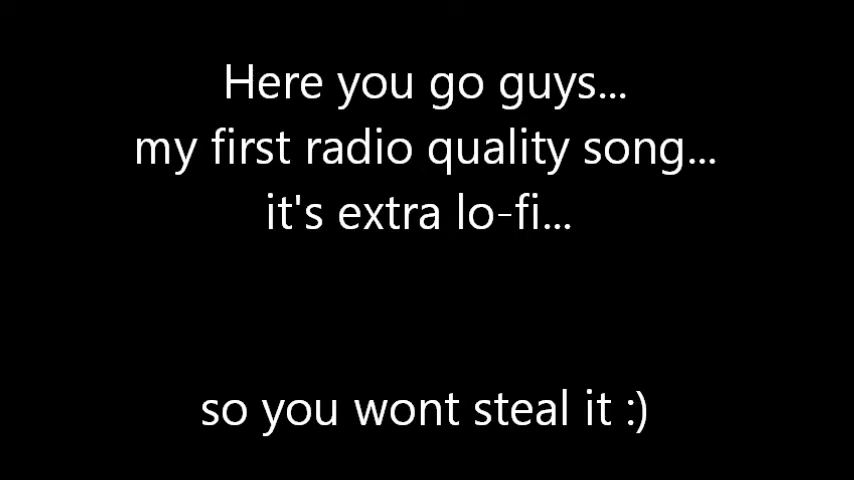 Here you go guys...
my first radio quality song...
it's extra lo-fi...
so you wont steal it :)